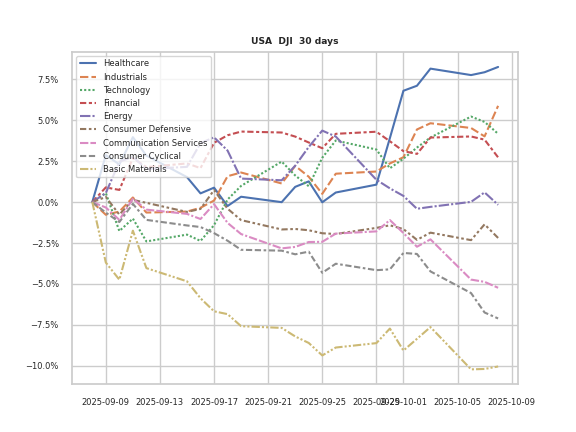 USA  DJI  30 days
Healthcare
Industrials
Technology
Financial
Energy
Consumer Defensive
Communication Services
Consumer Cyclical
Basic Materials
7.5%
5.0%
2.5%
0.0%
−2.5%
−5.0%
−7.5%
−10.0%
2025-09-09 2025-09-13 2025-09-17 2025-09-21 2025-09-25 2025-09-29 2025-10-01 2025-10-05 2025-10-09